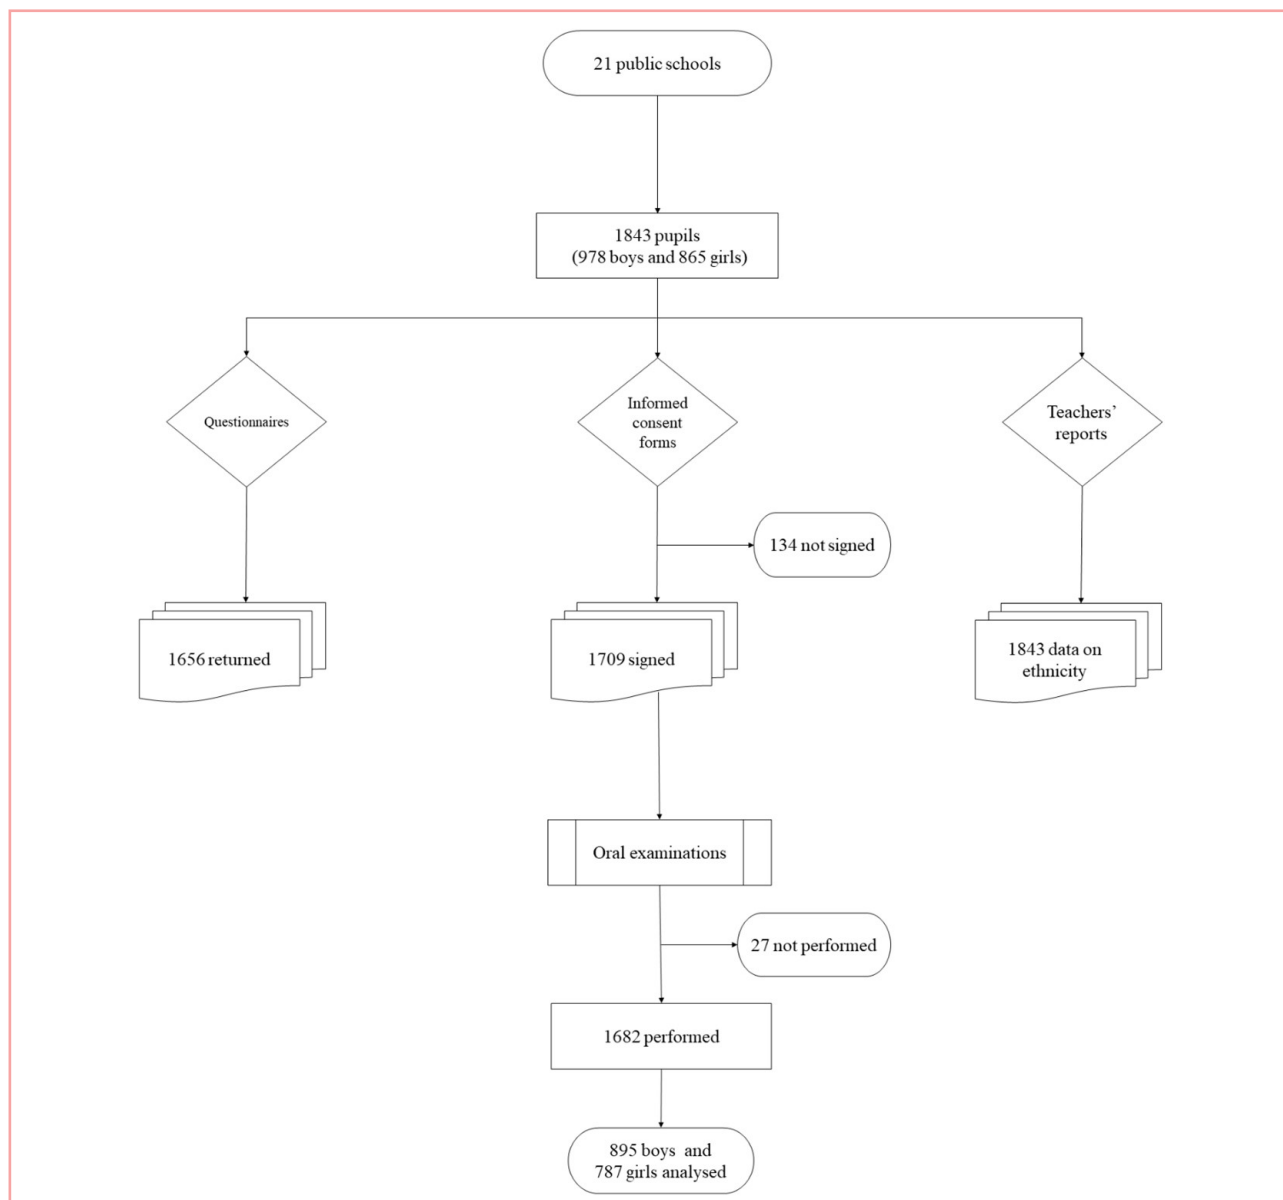 21 public schools
1843 pupils
(978 boys and 865 girls)
Questionnaires
Informed
consent
forms
Teachers’
reports
134 not signed
1656 returned
1709 signed
1843 data on
ethnicity
Oral examinations
27 not performed
1682 performed
895 boys and
787 girls analysed